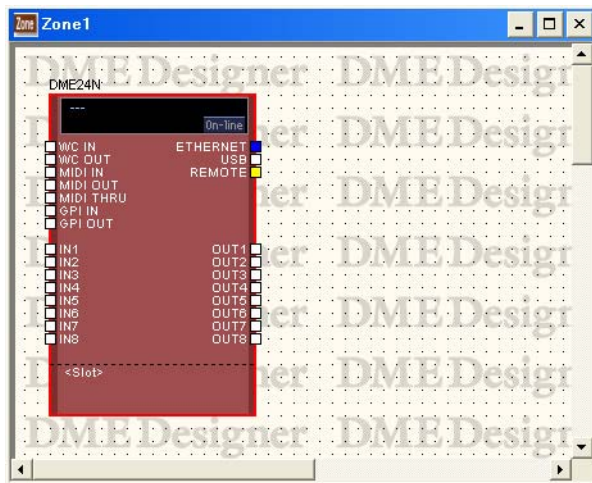 Zone Zone1
DME Designer DME Designer
DME24N
---
On-line
WC IN ETHERNET
WC OUT USB
MIDI IN REMOTE
MIDI OUT
MIDI THRU
GPI IN
GPI OUT
IN1 OUT1
IN2 OUT2
IN3 OUT3
IN4 OUT4
IN5 OUT5
IN6 OUT6
IN7 OUT7
IN8 OUT8
<Slot>
DME Designer DME Desigr